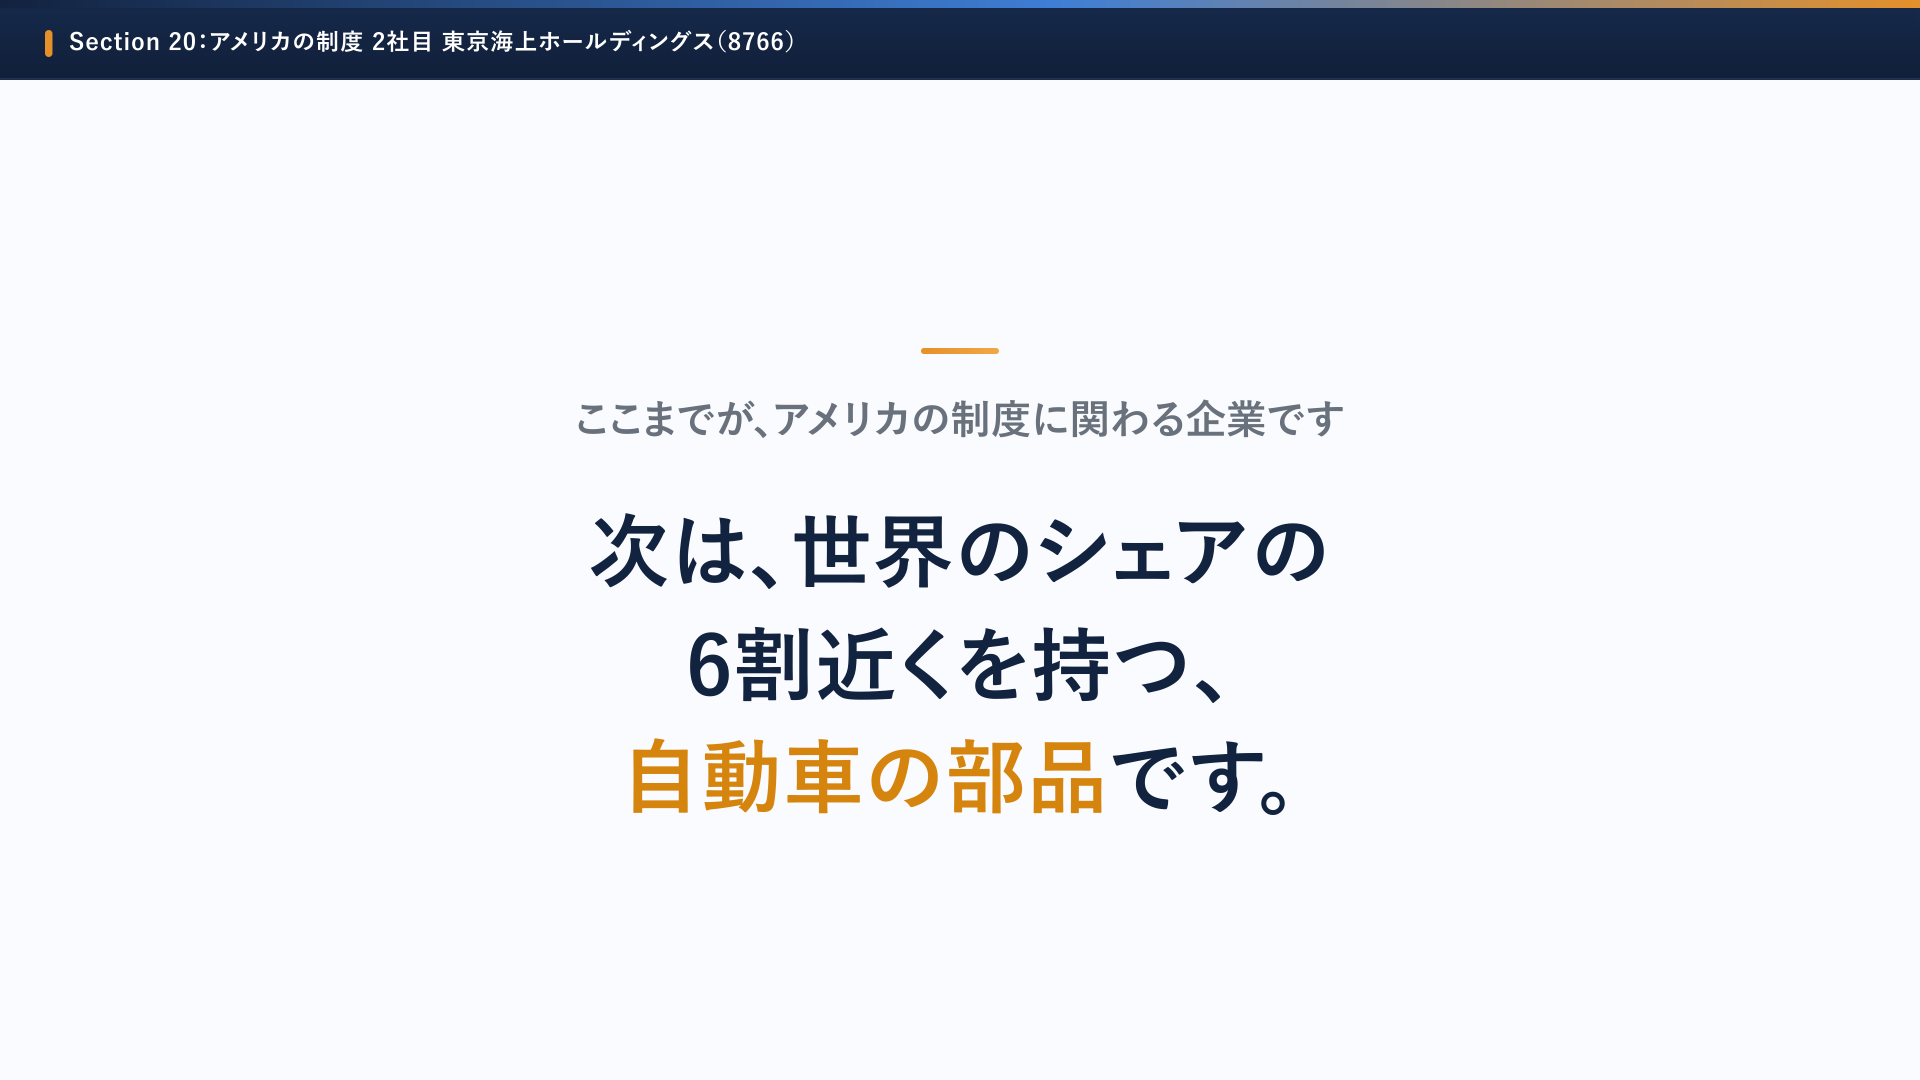 Section 20：アメリカの制度 2社目 東京海上ホールディングス（8766）
ここまでが、アメリカの制度に関わる企業です
次は、世界のシェアの
6割近くを持つ、
自動車の部品です。